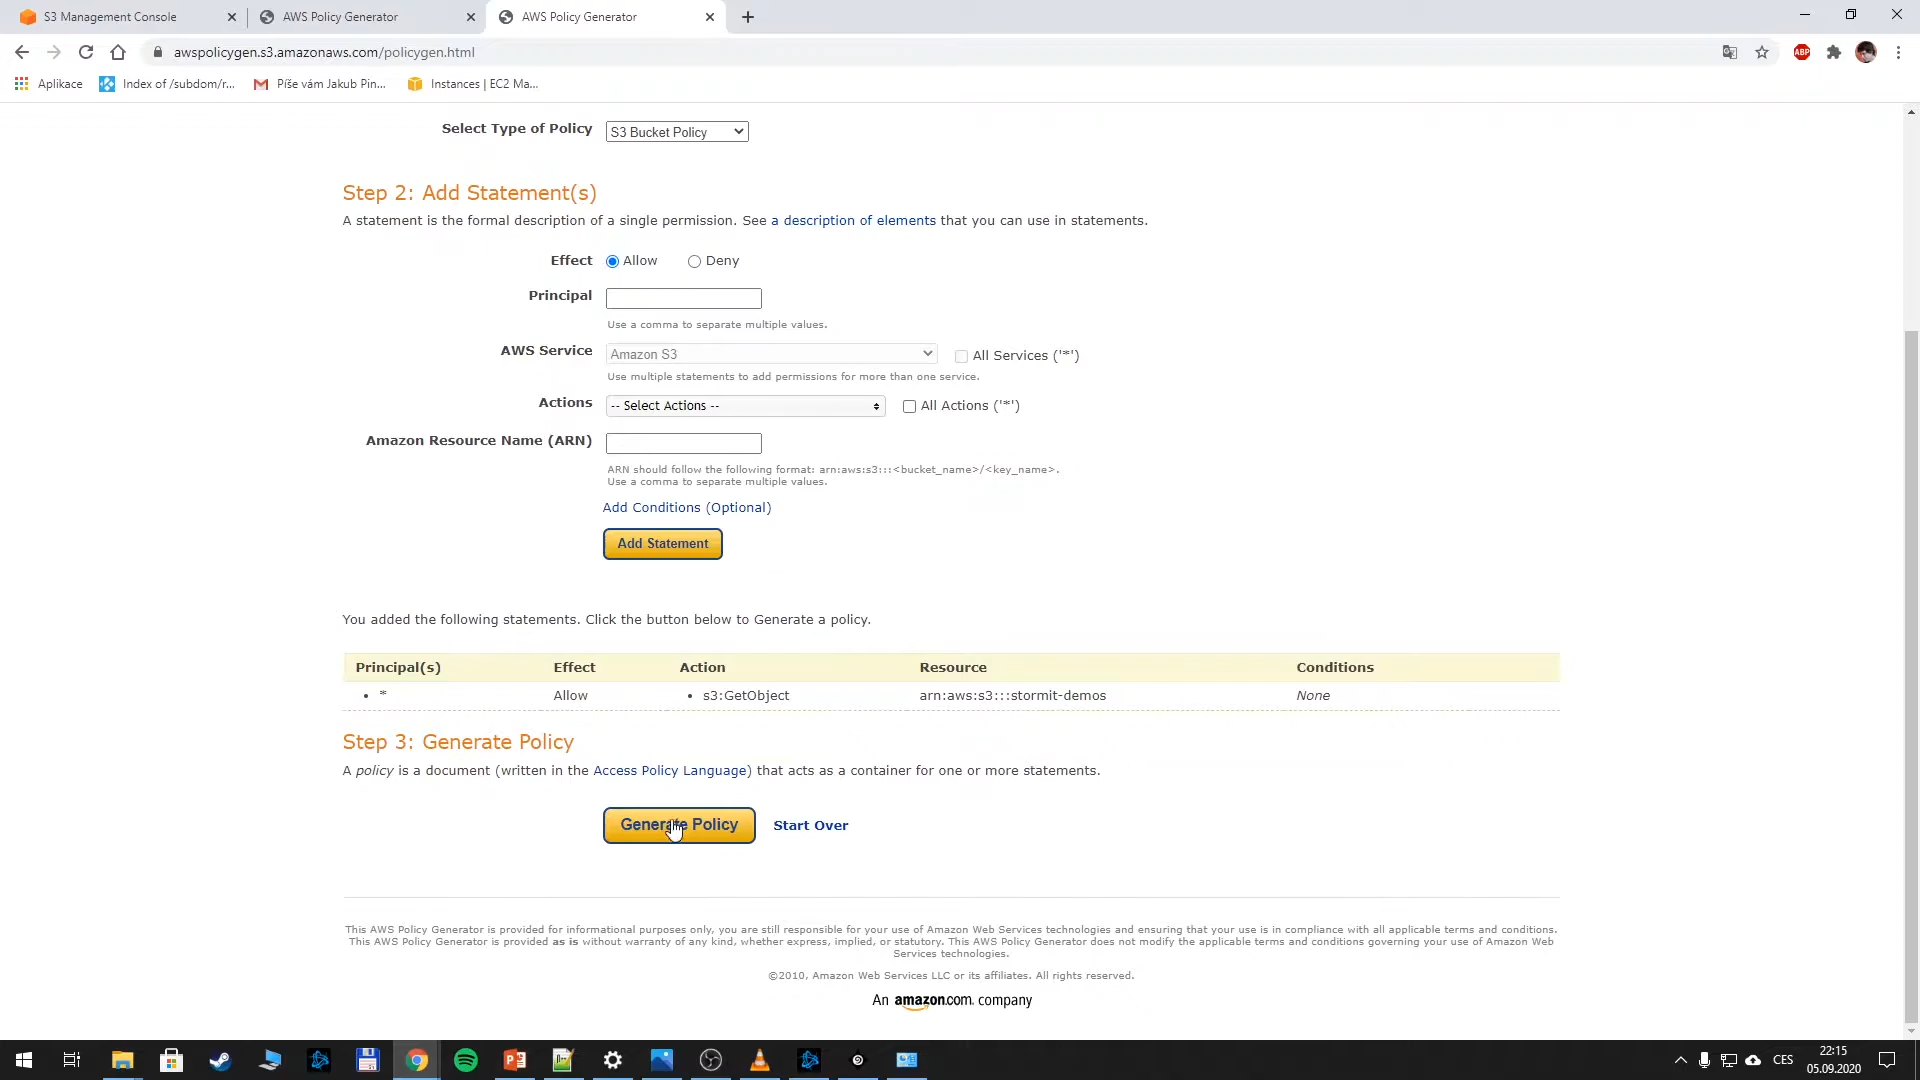 S3 Management Console
AWS Policy Generator
AWS Policy Generator
awspolicygen.s3.amazonaws.com/policygen.html
ABP
Aplikace
Index of /subdom/r...
Píše vám Jakub Pin...
Instances | EC2 Ma...
Select Type of Policy S3 Bucket Policy
Step 2: Add Statement(s)
A statement is the formal description of a single permission. See a description of elements that you can use in statements.
Effect Allow Deny
Principal
Use a comma to separate multiple values.
AWS Service Amazon S3 All Services ('*')
Use multiple statements to add permissions for more than one service.
Actions -- Select Actions -- All Actions ('*')
Amazon Resource Name (ARN)
ARN should follow the following format: arn:aws:s3:::<bucket_name>/<key_name>.
Use a comma to separate multiple values.
Add Conditions (Optional)
Add Statement
You added the following statements. Click the button below to Generate a policy.
Principal(s) Effect Action Resource Conditions
• * Allow • s3:GetObject arn:aws:s3:::stormit-demos None
Step 3: Generate Policy
A policy is a document (written in the Access Policy Language) that acts as a container for one or more statements.
Generate Policy Start Over
This AWS Policy Generator is provided for informational purposes only, you are still responsible for your use of Amazon Web Services technologies and ensuring that your use is in compliance with all applicable terms and conditions.
This AWS Policy Generator is provided as is without warranty of any kind, whether express, implied, or statutory. This AWS Policy Generator does not modify the applicable terms and conditions governing your use of Amazon Web
Services technologies.
©2010, Amazon Web Services LLC or its affiliates. All rights reserved.
An amazon.com. company
CES
22:15
05.09.2020